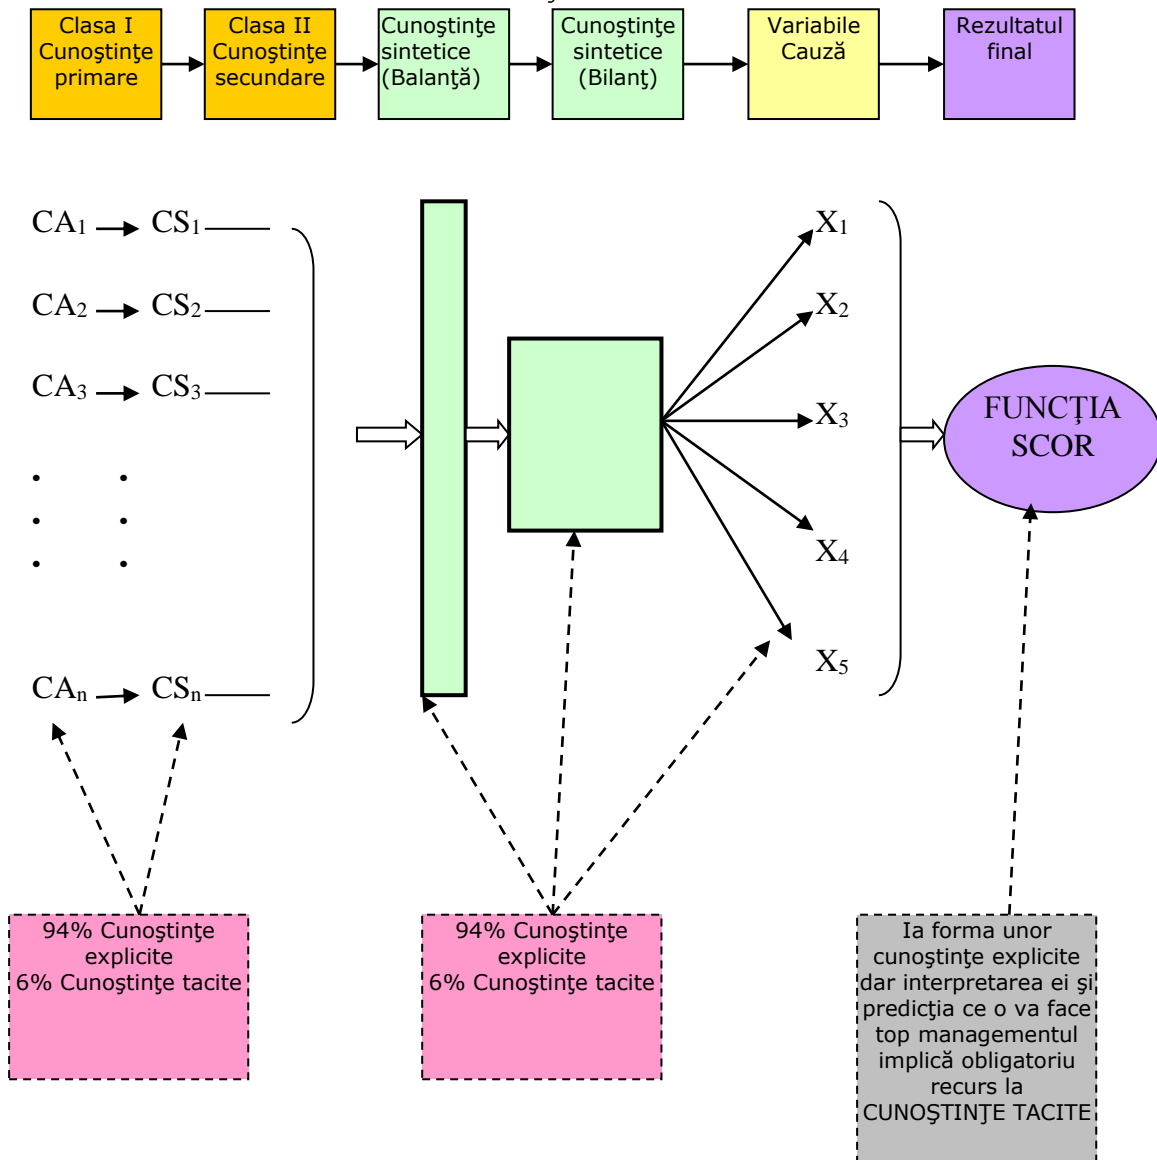 Clasa I
Cunoştinţe
primare
Clasa II
Cunoştinţe
secundare
Cunoştinţe
sintetice
(Balanţă)
Cunoştinţe
sintetice
(Bilanţ)
Variabile
Cauză
Rezultatul
final
CA1 CS1 X1
CA2 CS2 X2
CA3 CS3 X3
FUNCŢIA
SCOR
X4
X5
CAn CSn
94% Cunoştinţe
explicite
6% Cunoştinţe tacite
94% Cunoştinţe
explicite
6% Cunoştinţe tacite
Ia forma unor
cunoştinţe explicite
dar interpretarea ei şi
predicţia ce o va face
top managementul
implică obligatoriu
recurs la
CUNOŞTINŢE TACITE